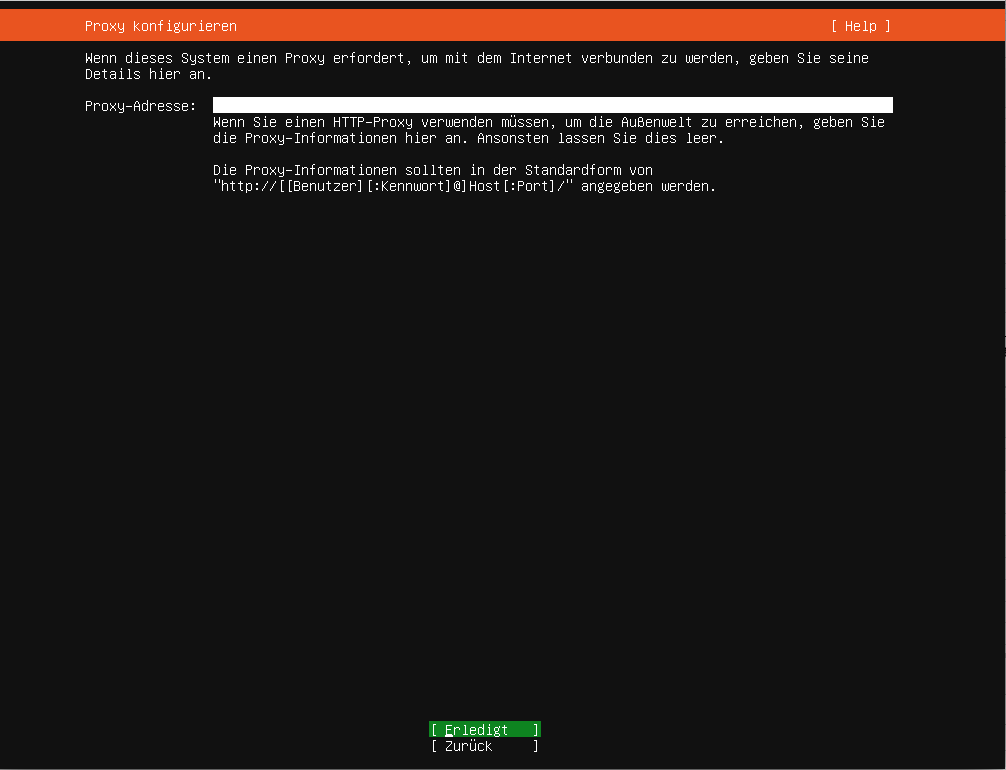 Proxy konfigurieren [ Help ]
Wenn dieses System einen Proxy erfordert, um mit dem Internet verbunden zu werden, geben Sie seine
Details hier an.
Proxy-Adresse:
Wenn Sie einen HTTP-Proxy verwenden müssen, um die Außenwelt zu erreichen, geben Sie
die Proxy-Informationen hier an. Ansonsten lassen Sie dies leer.
Die Proxy-Informationen sollten in der Standardform von
"http://[[Benutzer][:Kennwort]@]Host[:Port]/" angegeben werden.
[ Erledigt ]
[ Zurück ]